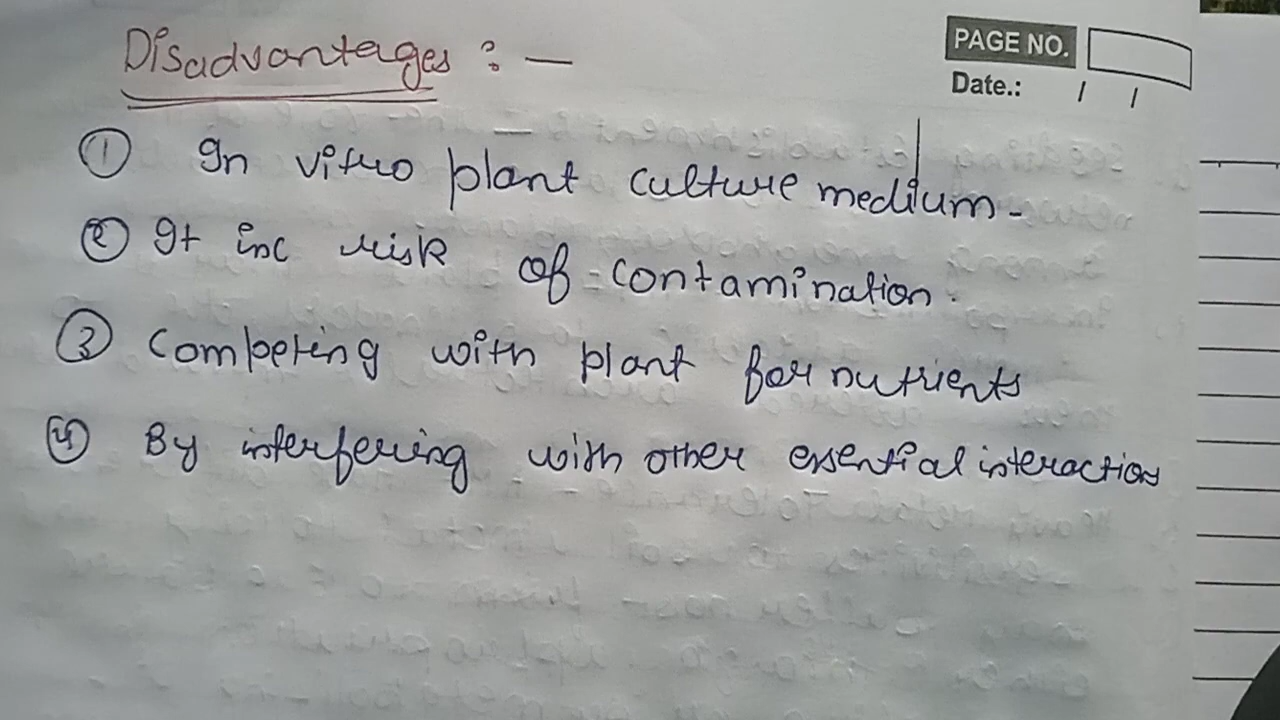 Disadvantages : —
PAGE NO.
Date.: / /
① In vitro plant culture medium.
② It inc risk of contamination.
③ Competing with plant for nutrients
④ By interfering with other essential interactions